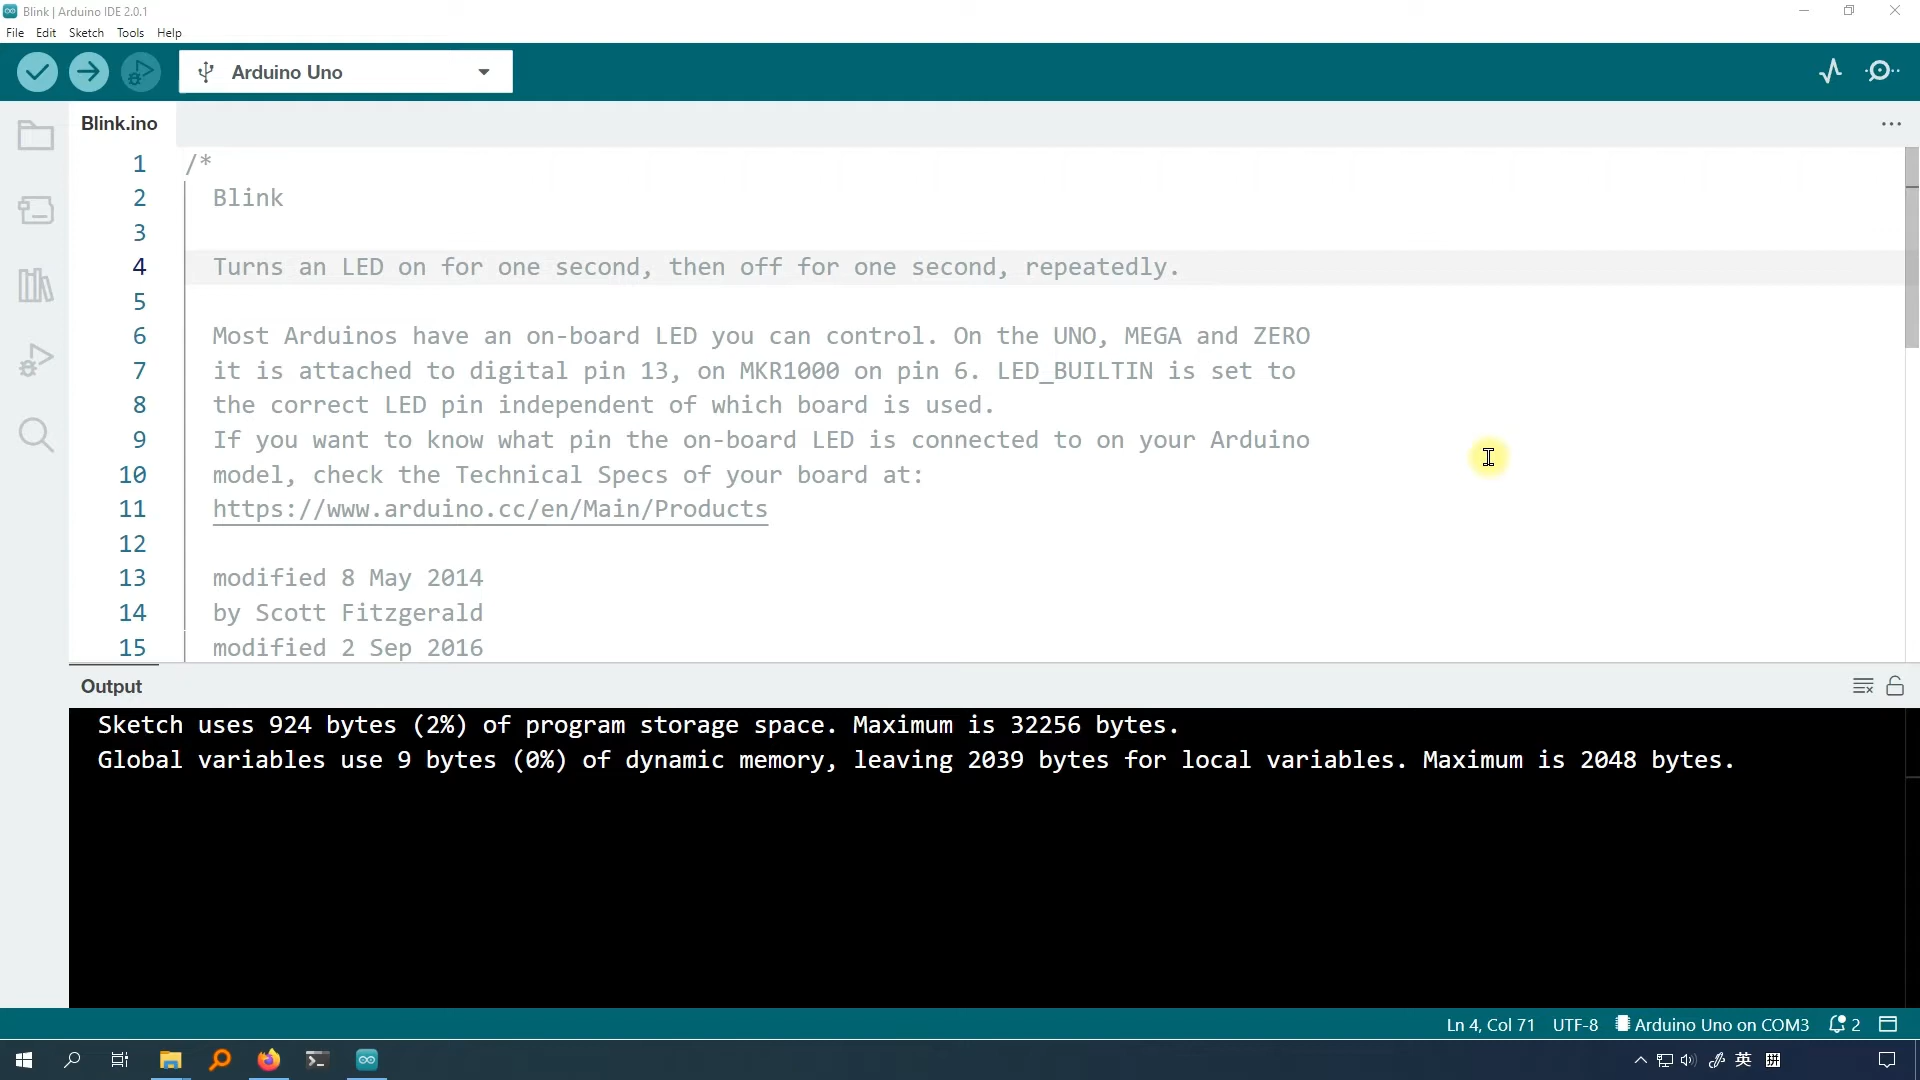 Blink | Arduino IDE 2.0.1
File Edit Sketch Tools Help
Arduino Uno
Blink.ino
1 /*
2 Blink
3
4 Turns an LED on for one second, then off for one second, repeatedly.
5
6 Most Arduinos have an on-board LED you can control. On the UNO, MEGA and ZERO
7 it is attached to digital pin 13, on MKR1000 on pin 6. LED_BUILTIN is set to
8 the correct LED pin independent of which board is used.
9 If you want to know what pin the on-board LED is connected to on your Arduino
10 model, check the Technical Specs of your board at:
11 https://www.arduino.cc/en/Main/Products
12
13 modified 8 May 2014
14 by Scott Fitzgerald
15 modified 2 Sep 2016
Output
Sketch uses 924 bytes (2%) of program storage space. Maximum is 32256 bytes.
Global variables use 9 bytes (0%) of dynamic memory, leaving 2039 bytes for local variables. Maximum is 2048 bytes.
Ln 4, Col 71 UTF-8 Arduino Uno on COM3 2
英 拼